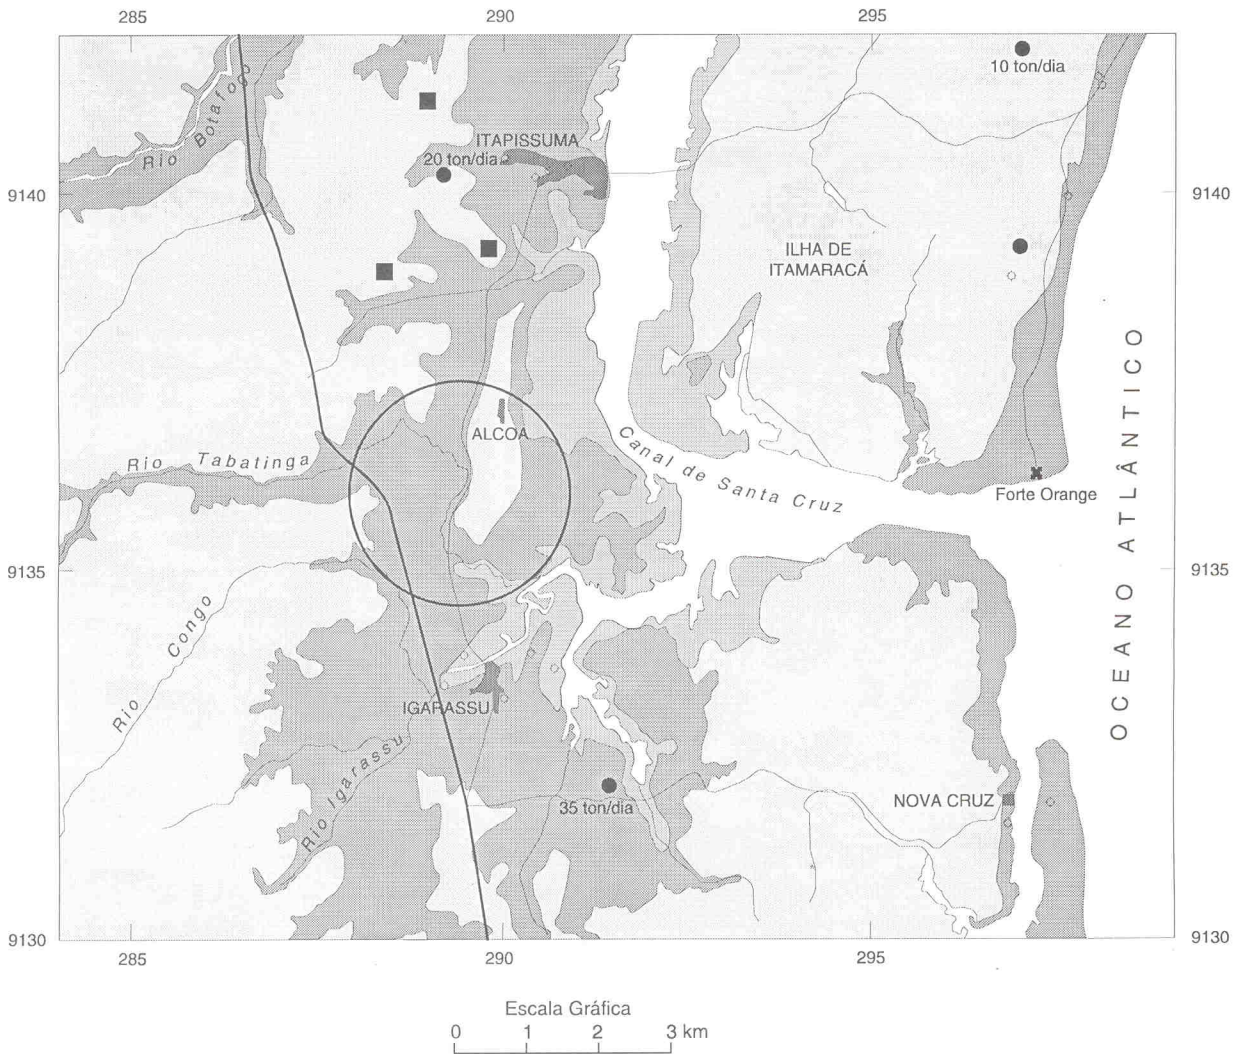 285 290 295
10 ton/dia
Rio Botafogo
ITAPISSUMA
20 ton/dia
9140 9140
ILHA DE
ITAMARACÁ
OCEANO ATLÂNTICO
ALCOA
Canal de Santa Cruz
Rio Tabatinga
Forte Orange
9135 9135
Rio Congo
IGARASSU
Rio Igarassu
NOVA CRUZ
35 ton/dia
9130 9130
285 290 295
Escala Gráfica
0 1 2 3 km